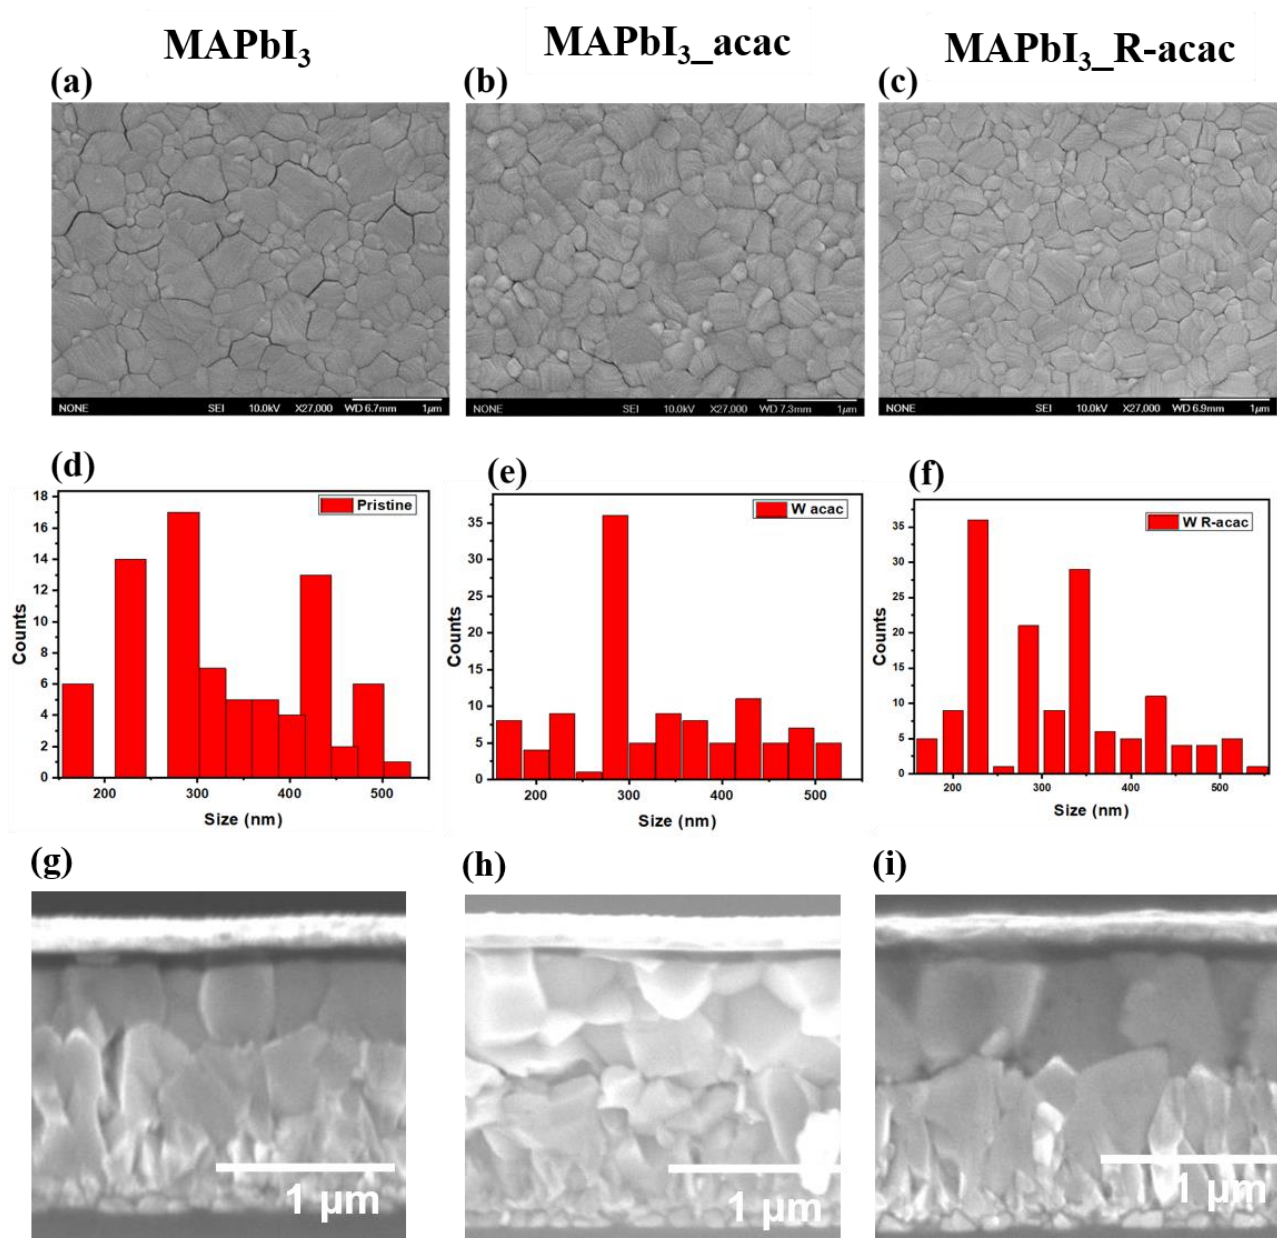 MAPbI₃
MAPbI₃_acac
MAPbI₃_R-acac
(a)
(b)
(c)
NONE SEI 10.0kV X27,000 WD 6.7mm 1µm
NONE SEI 10.0kV X27,000 WD 7.3mm 1µm
NONE SEI 10.0kV X27,000 WD 6.9mm 1µm
(d)
18
16
14
12
10
8
6
4
2
0
Counts
Pristine
200 300 400 500
Size (nm)
(e)
35
30
25
20
15
10
5
0
Counts
W acac
200 300 400 500
Size (nm)
(f)
35
30
25
20
15
10
5
0
Counts
W R-acac
200 300 400 500
Size (nm)
(g)
1 µm
(h)
1 µm
(i)
1 µm